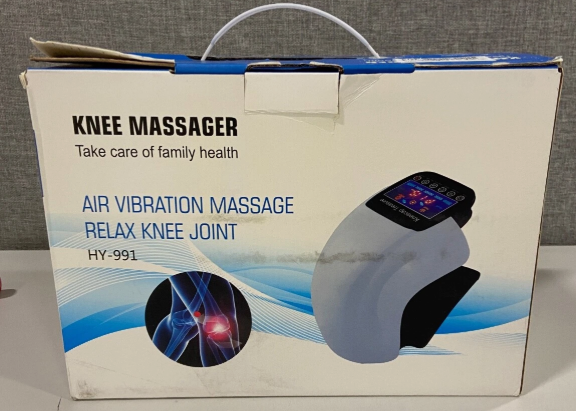 KNEE MASSAGER
Take care of family health
AIR VIBRATION MASSAGE
RELAX KNEE JOINT
HY-991